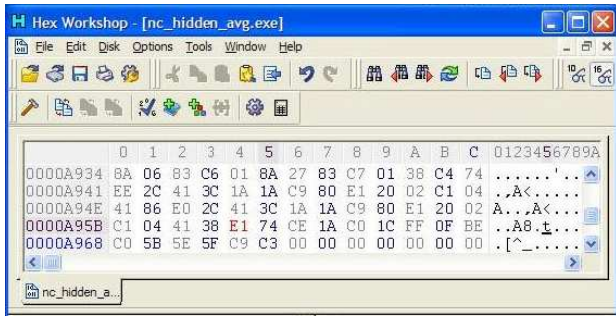 Hex Workshop - [nc_hidden_avg.exe]
File Edit Disk Options Tools Window Help
0 1 2 3 4 5 6 7 8 9 A B C 0123456789A
0000A934 8A 06 83 C6 01 8A 27 83 C7 01 38 C4 74 ......'..
0000A941 EE 2C 41 3C 1A 1A C9 80 E1 20 02 C1 04 .,A<.....
0000A94E 41 86 E0 2C 41 3C 1A 1A C9 80 E1 20 02 A..,A<....
0000A95B C1 04 41 38 E1 74 CE 1A C0 1C FF 0F BE ..A8.t....
0000A968 C0 5B 5E 5F C9 C3 00 00 00 00 00 00 00 .[^_......
nc_hidden_a...